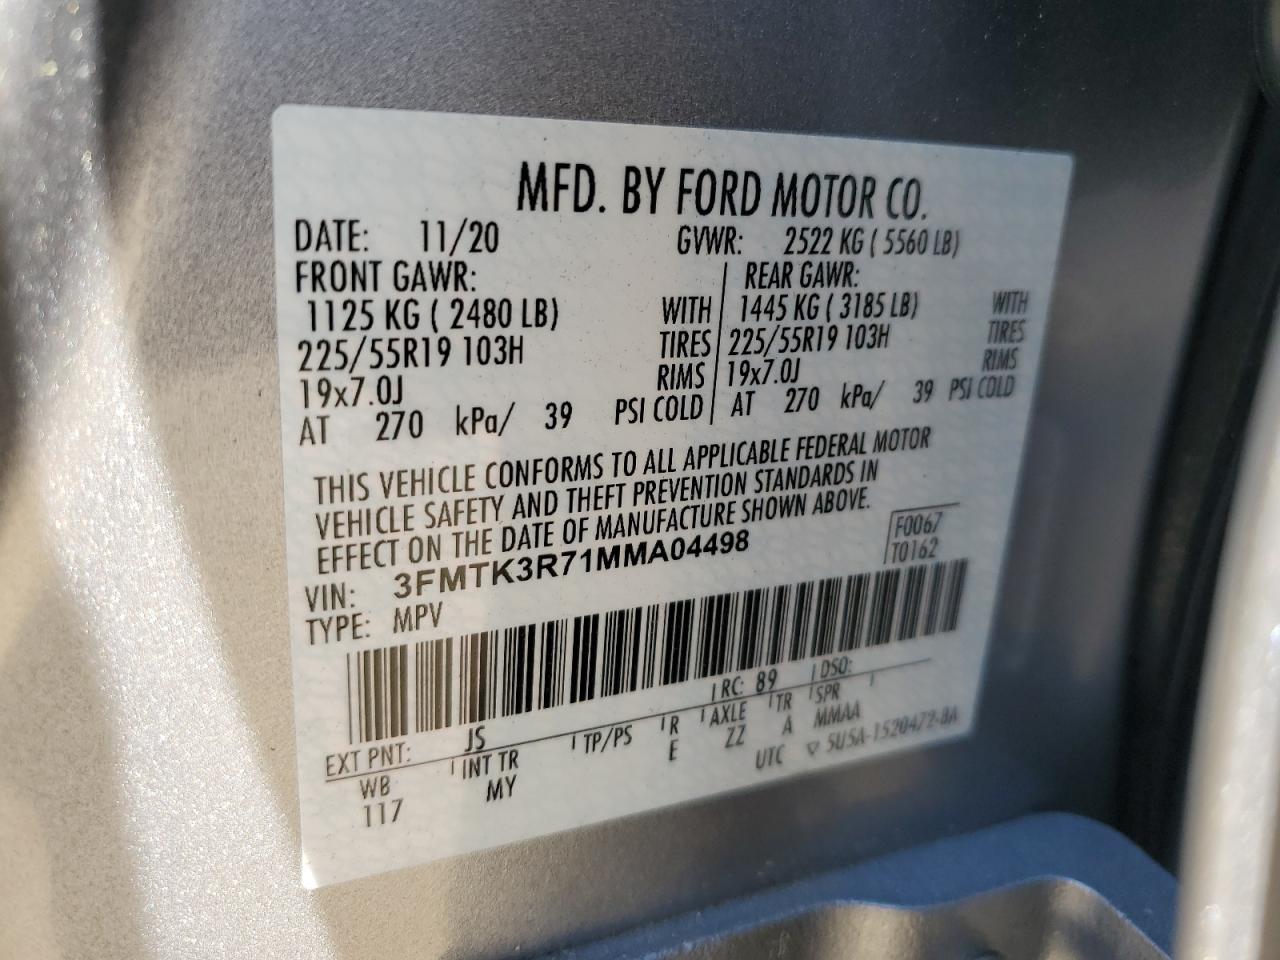 MFD. BY FORD MOTOR CO.
DATE: 11/20 GVWR: 2522 KG ( 5560 LB)
FRONT GAWR: REAR GAWR:
1125 KG ( 2480 LB) WITH 1445 KG ( 3185 LB) WITH
225/55R19 103H TIRES 225/55R19 103H TIRES
19x7.0J RIMS 19x7.0J RIMS
AT 270 kPa/ 39 PSI COLD AT 270 kPa/ 39 PSI COLD
THIS VEHICLE CONFORMS TO ALL APPLICABLE FEDERAL MOTOR
VEHICLE SAFETY AND THEFT PREVENTION STANDARDS IN
EFFECT ON THE DATE OF MANUFACTURE SHOWN ABOVE.
F0067
T0162
VIN: 3FMTK3R71MMA04498
TYPE: MPV
EXT PNT: JS RC: 89 DSO:
WB INT TR TP/PS R AXLE TR SPR
117 MY E ZZ A MMAA
UTC ▽ 5U5A-1520472-BA